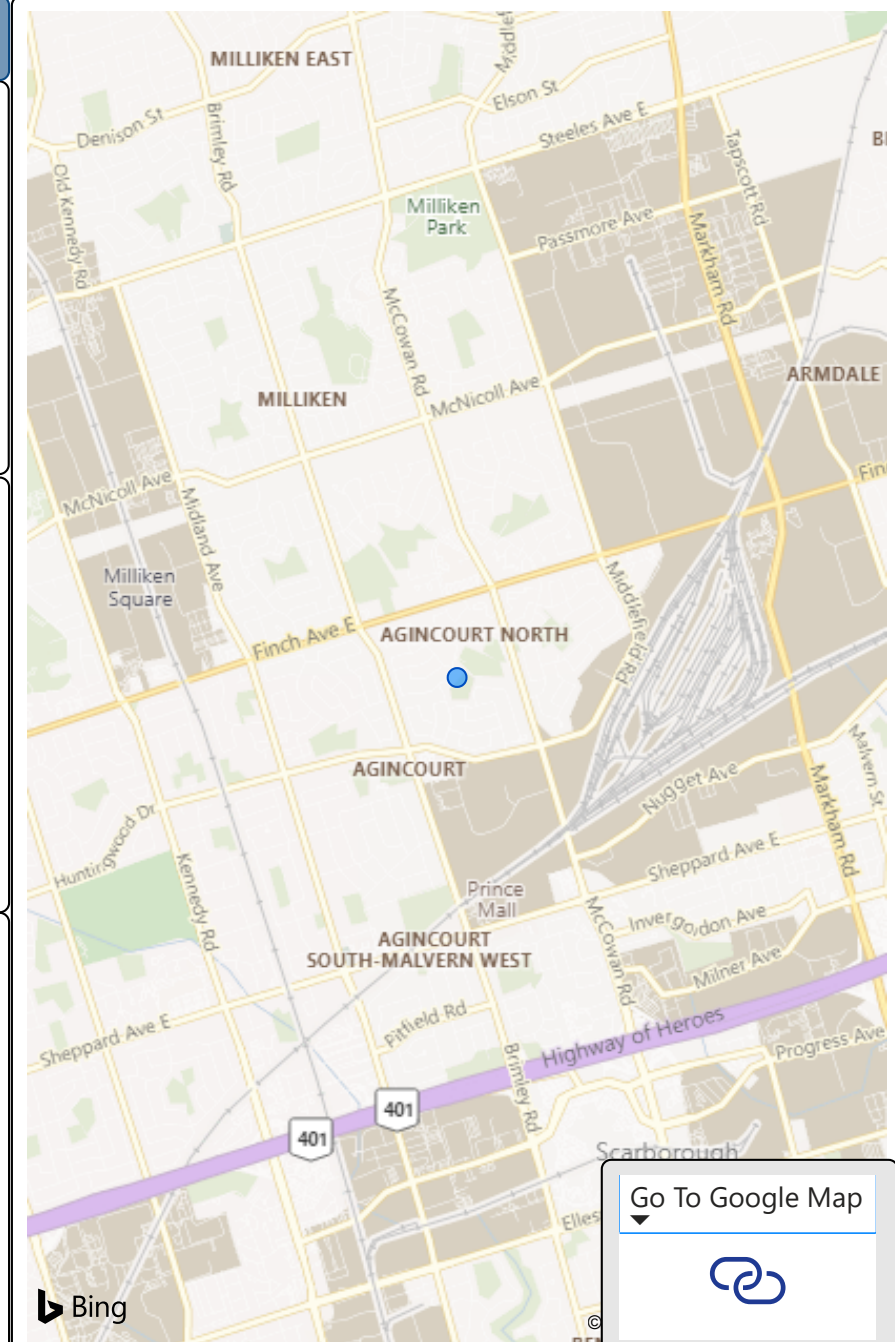 MILLIKEN EAST
Denison St
Brimley Rd
Elson St
Steeles Ave E
Old Kennedy Rd
Tapscott Rd
Milliken
Park
Passmore Ave
Markham Rd
McCowan Rd
ARMDALE
MILLIKEN
McNicoll Ave
McNicoll Ave
Midland Ave
Milliken
Square
Middlefield Rd
Finch Ave E
AGINCOURT NORTH
AGINCOURT
Nugget Ave
Malvern St
Markham Rd
Huntingwood Dr
Kennedy Rd
Sheppard Ave E
Prince
Mall
McCowan Rd
Invergordon Ave
AGINCOURT
SOUTH-MALVERN WEST
Milner Ave
Pitfield Rd
Highway of Heroes
Sheppard Ave E
Progress Ave
Brimley Rd
401
401
Scarborough
Go To Google Map
Bing
©